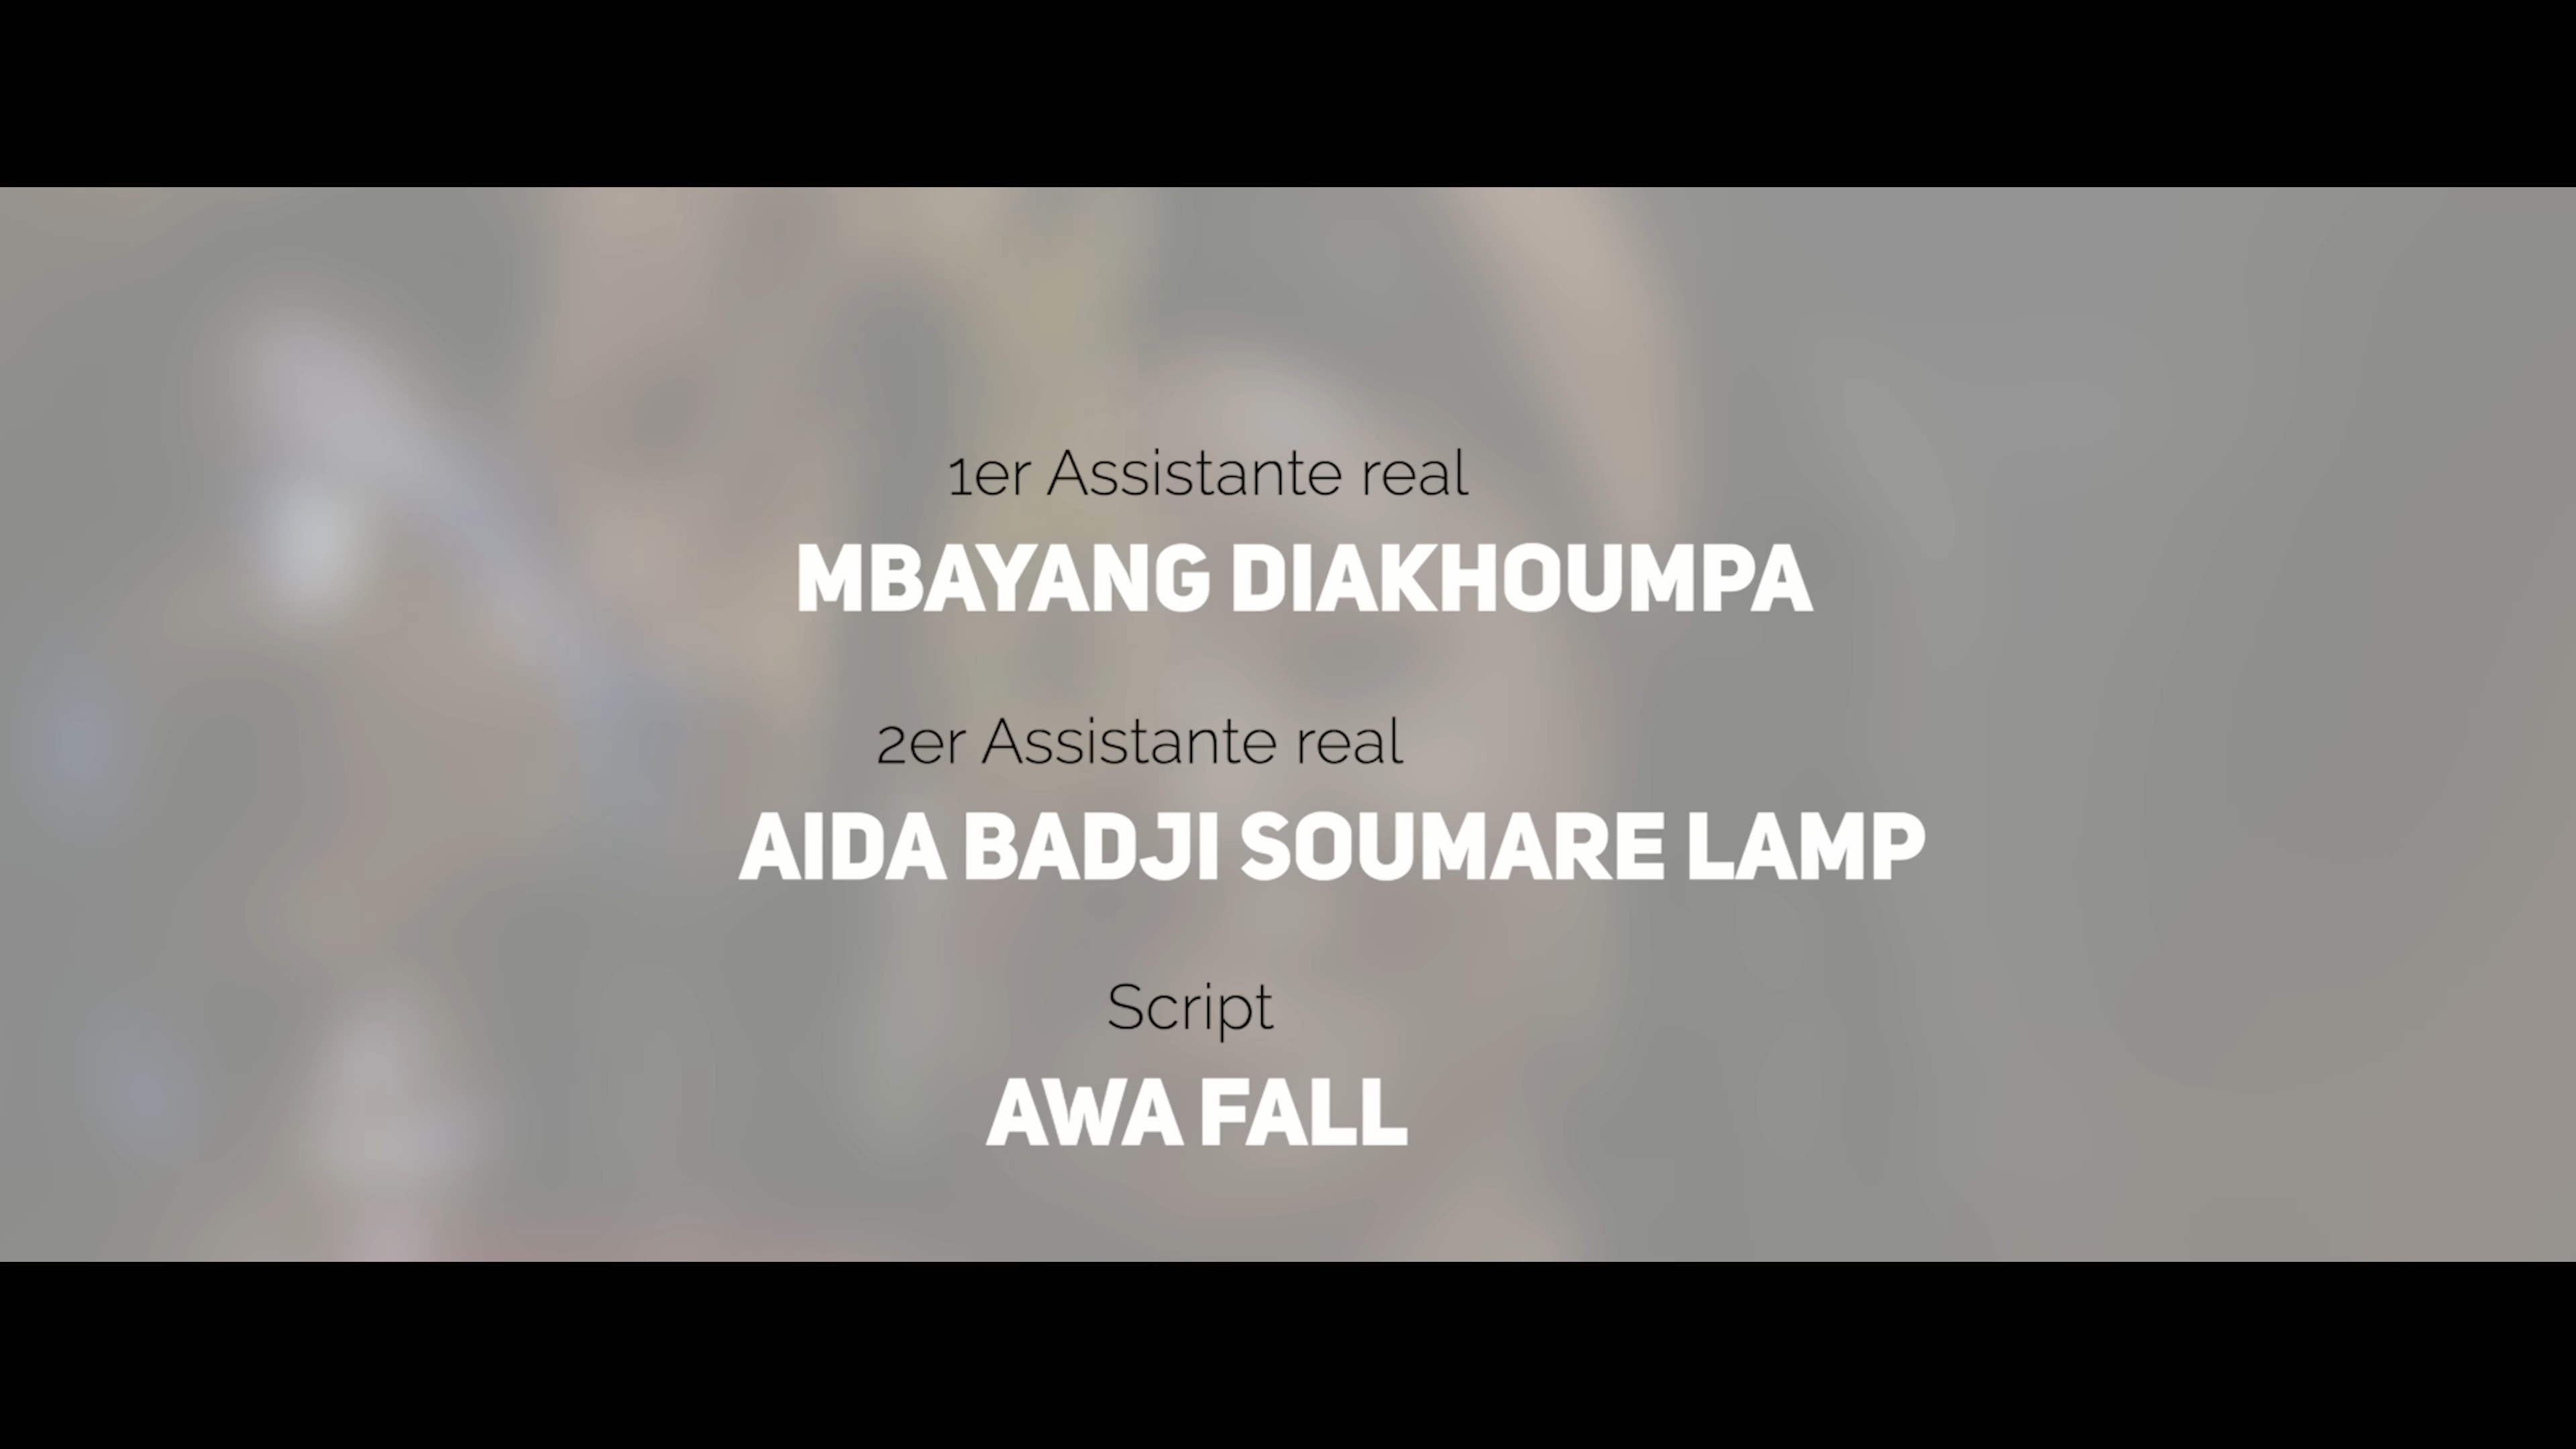 1er Assistante real
MBAYANG DIAKHOUMPA
2er Assistante real
AIDA BADJI SOUMARE LAMP
Script
AWA FALL